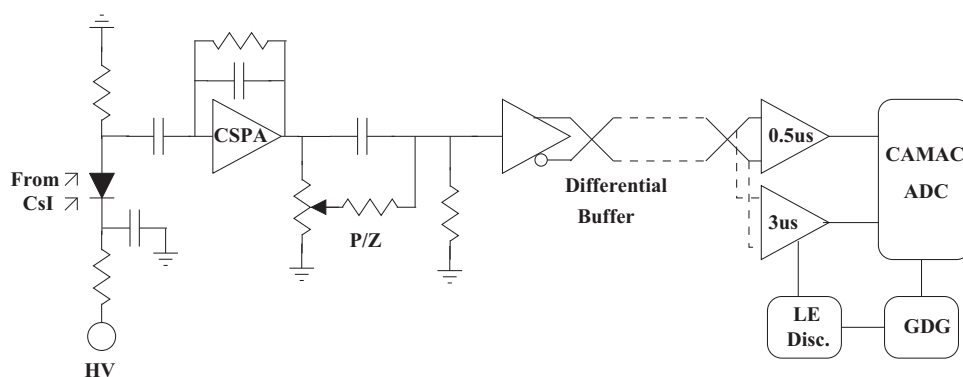 From
CsI
HV
CSPA
P/Z
Differential
Buffer
0.5us
3us
CAMAC
ADC
LE
Disc.
GDG